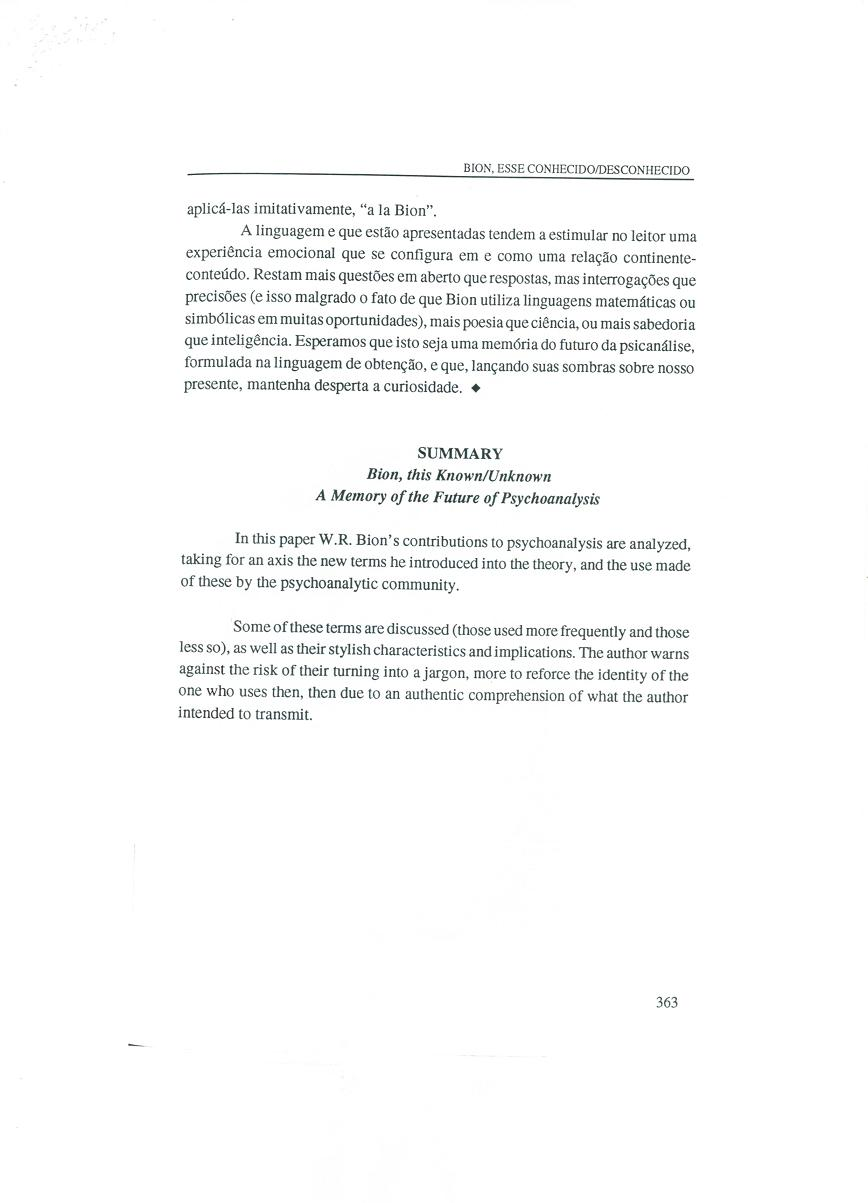 BION, ESSE CONHECIDO/DESCONHECIDO
aplicá-las imitativamente, “a la Bion”.
A linguagem e que estão apresentadas tendem a estimular no leitor uma
experiência emocional que se configura em e como uma relação continente-
conteúdo. Restam mais questões em aberto que respostas, mas interrogações que
precisões (e isso malgrado o fato de que Bion utiliza linguagens matemáticas ou
simbólicas em muitas oportunidades), mais poesia que ciência, ou mais sabedoria
que inteligência. Esperamos que isto seja uma memória do futuro da psicanálise,
formulada na linguagem de obtenção, e que, lançando suas sombras sobre nosso
presente, mantenha desperta a curiosidade. ◆
SUMMARY
Bion, this Known/Unknown
A Memory of the Future of Psychoanalysis
In this paper W.R. Bion’s contributions to psychoanalysis are analyzed,
taking for an axis the new terms he introduced into the theory, and the use made
of these by the psychoanalytic community.
Some of these terms are discussed (those used more frequently and those
less so), as well as their stylish characteristics and implications. The author warns
against the risk of their turning into a jargon, more to reforce the identity of the
one who uses then, then due to an authentic comprehension of what the author
intended to transmit.
363